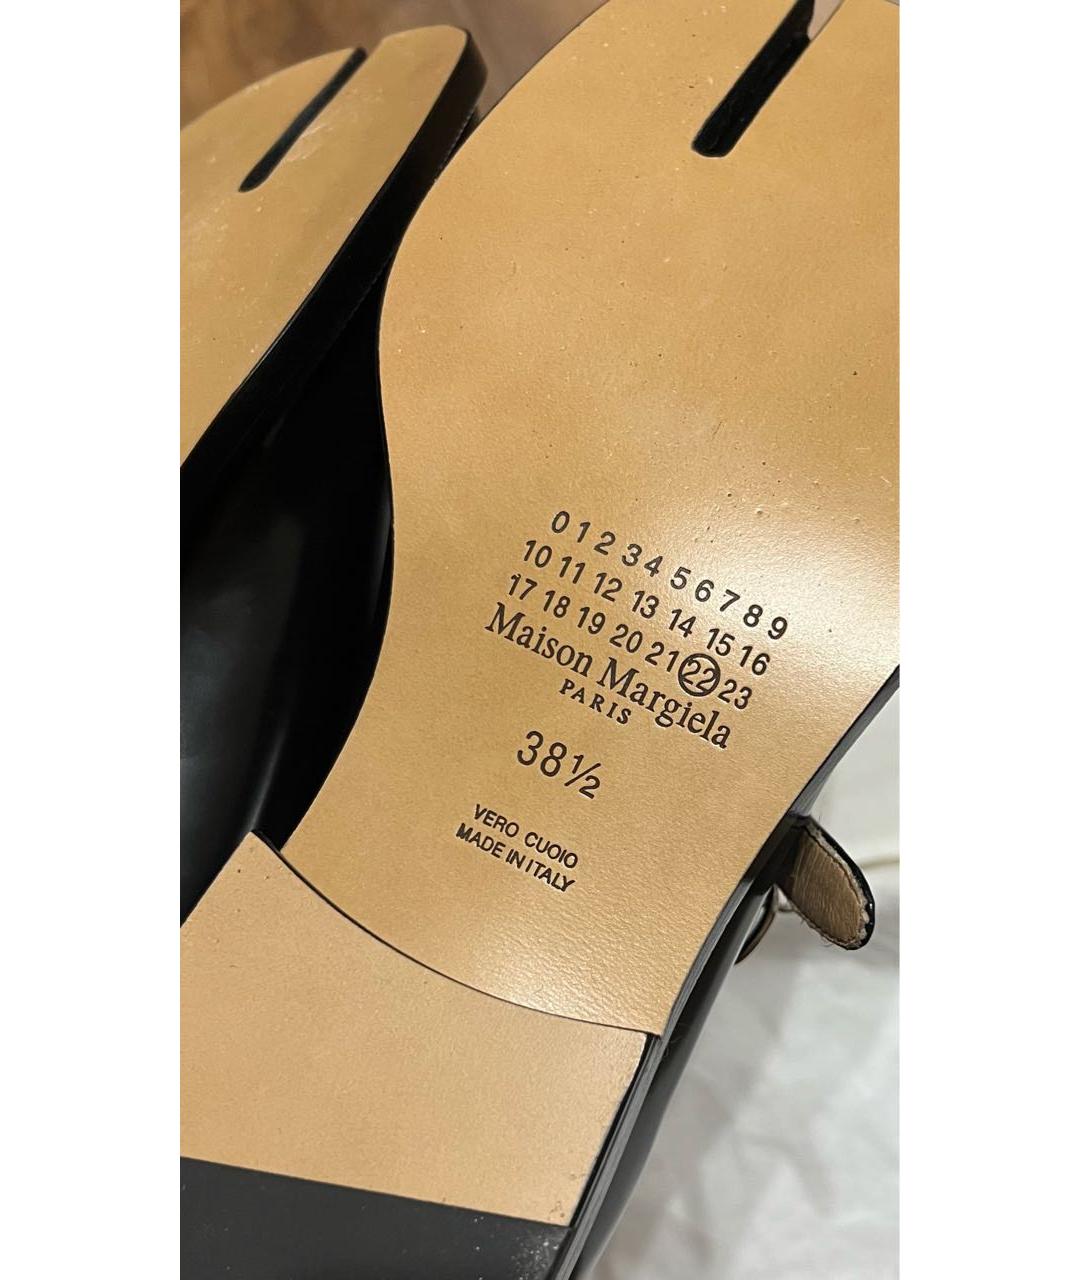 0 1 2 3 4 5 6 7 8 9
10 11 12 13 14 15 16
17 18 19 20 21 22 23
Maison Margiela
PARIS
38½
VERO CUOIO
MADE IN ITALY